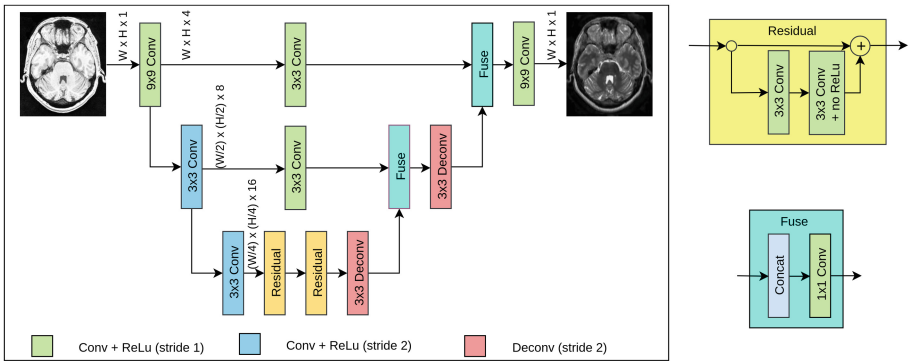 W x H x 1
9x9 Conv
W x H x 4
3x3 Conv
Fuse
9x9 Conv
W x H x 1
3x3 Conv
(W/2) x (H/2) x 8
3x3 Conv
Fuse
3x3 Deconv
3x3 Conv
(W/4) x (H/4) x 16
Residual
Residual
3x3 Deconv
Conv + ReLu (stride 1)
Conv + ReLu (stride 2)
Deconv (stride 2)
Residual
3x3 Conv
3x3 Conv
+ no ReLu
+
Fuse
Concat
1x1 Conv